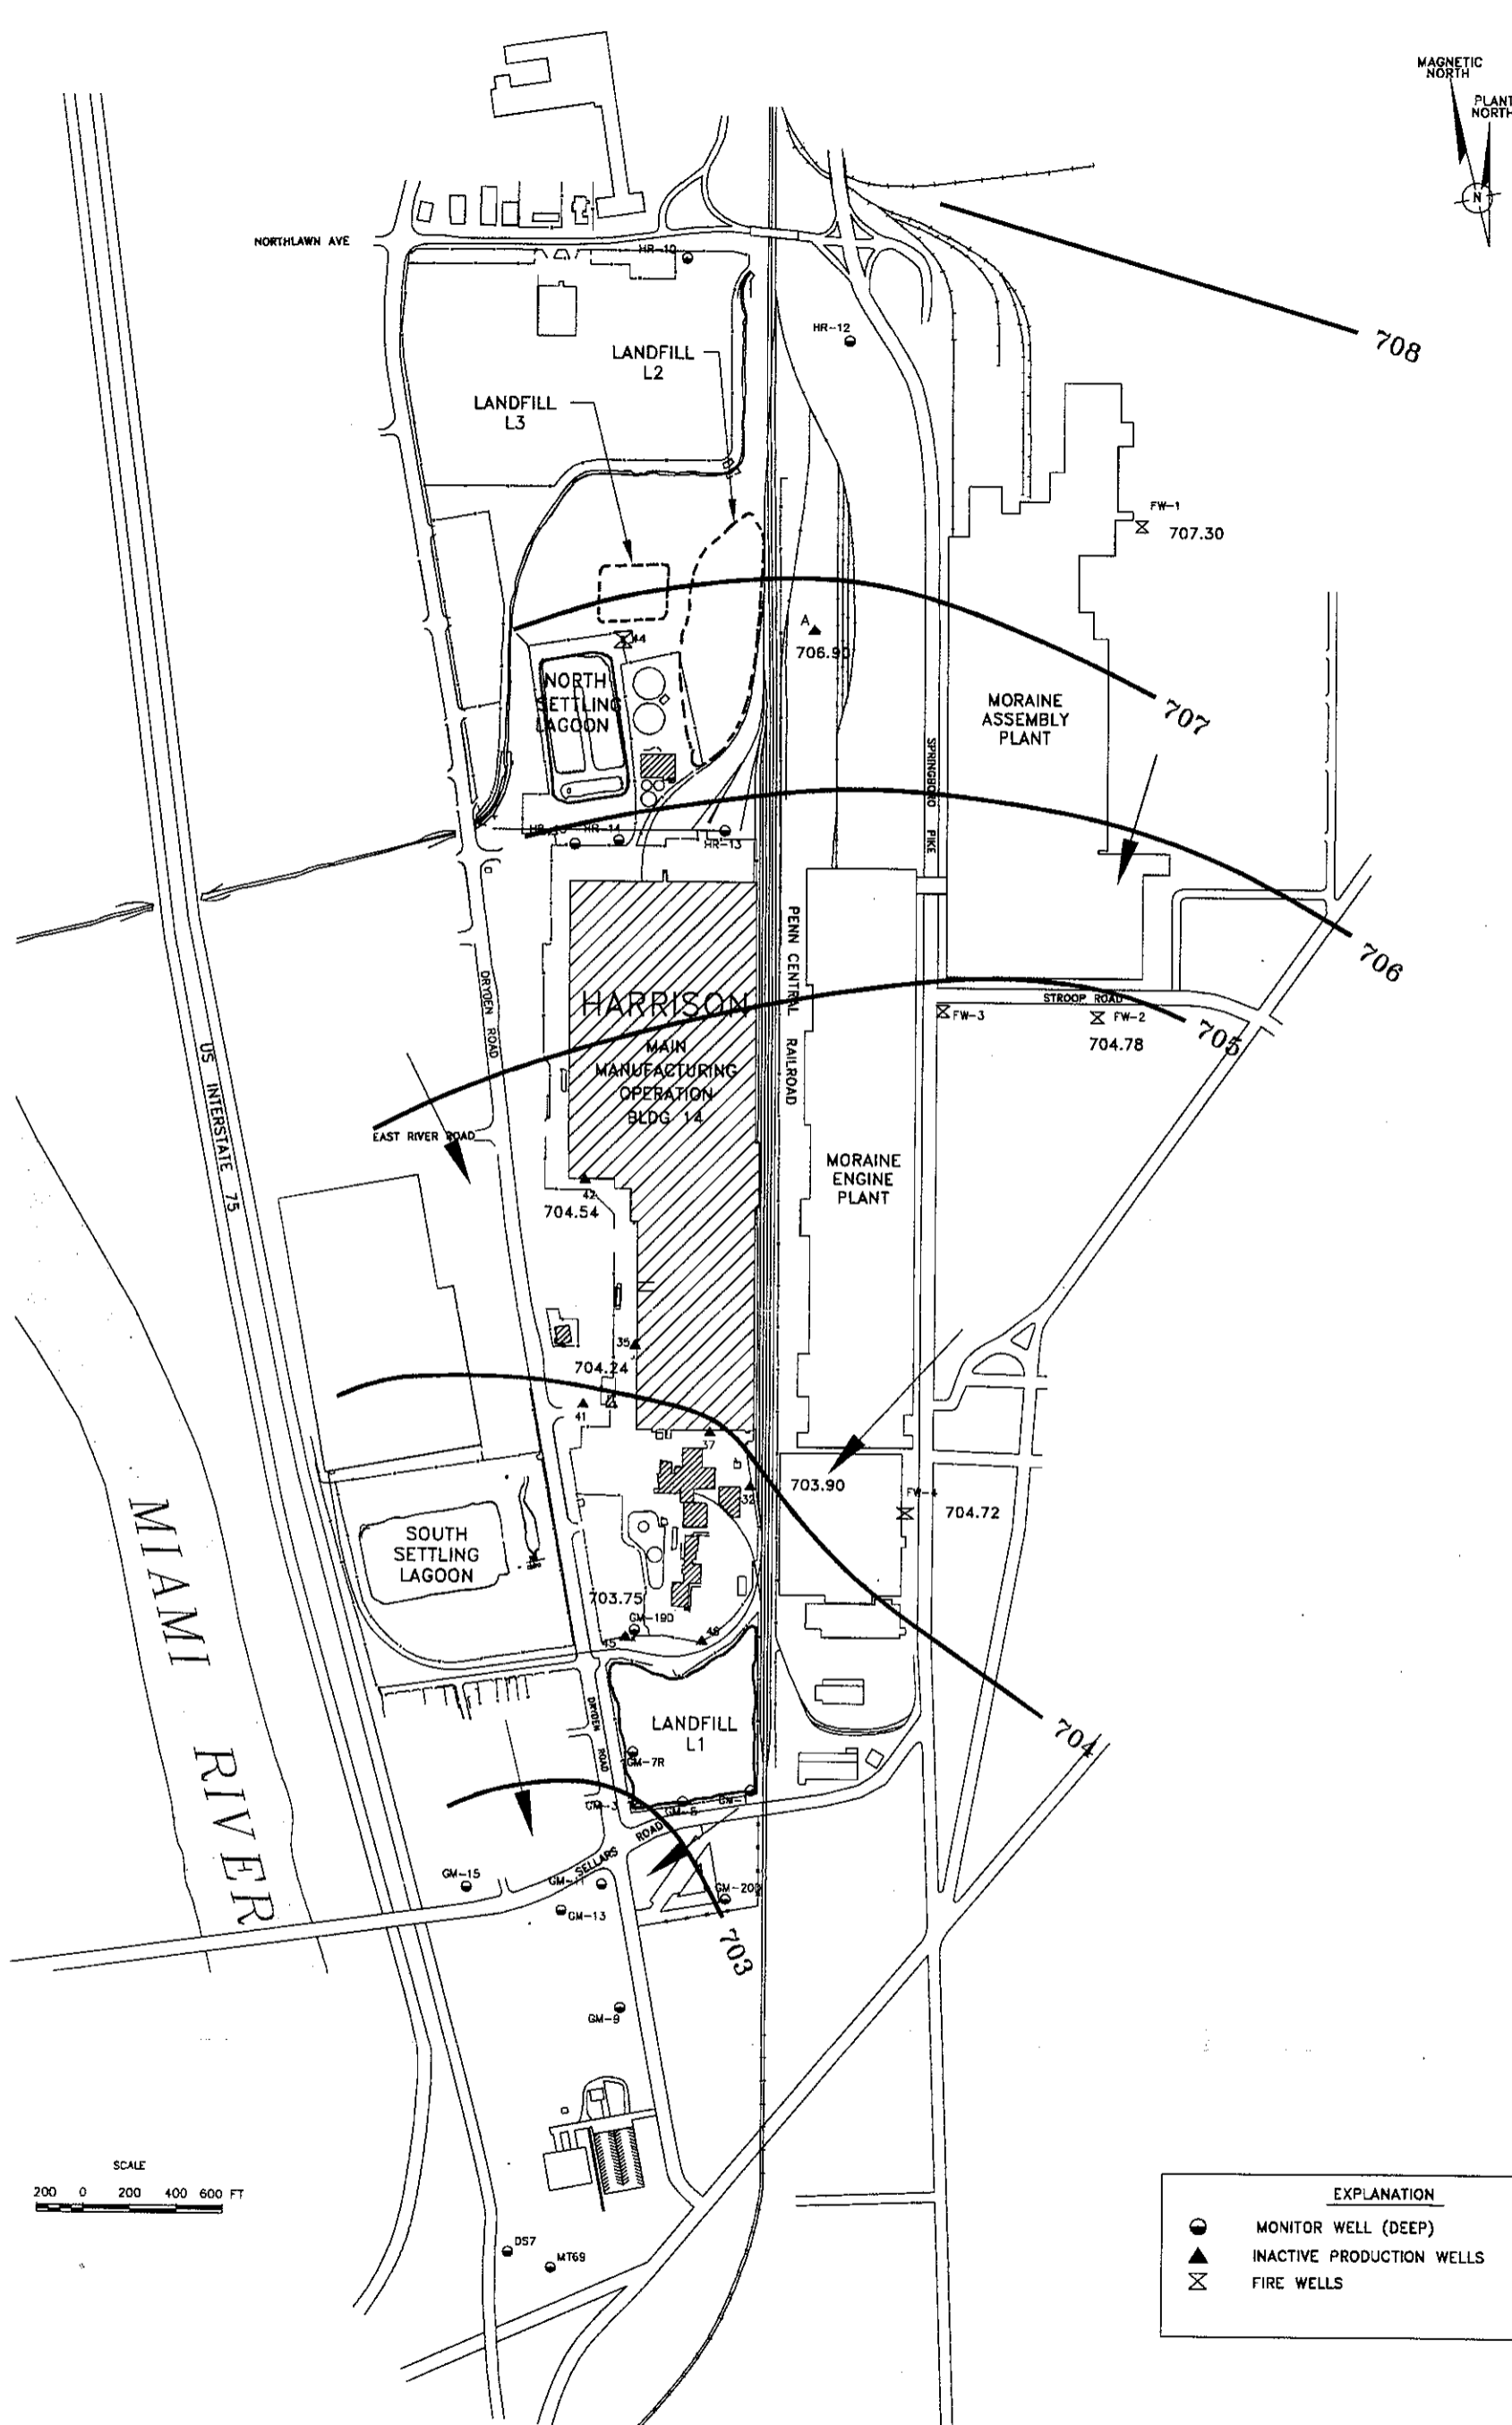 MAGNETIC
NORTH
PLANT
NORTH
N
NORTHLAWN AVE
HR-10
HR-12
708
LANDFILL
L2
LANDFILL
L3
FW-1
707.30
A
706.90
44
NORTH
SETTLING
LAGOON
MORAINE
ASSEMBLY
PLANT
707
SPRINGBORO PIKE
HR-14
HR-13
706
PENN CENTRAL RAILROAD
DRYDEN ROAD
HARRISON
MAIN
MANUFACTURING
OPERATION
BLDG 14
STROOP ROAD
FW-3
FW-2
704.78
705
US INTERSTATE 75
EAST RIVER ROAD
MORAINE
ENGINE
PLANT
42
704.54
35
704.24
41
37
32
703.90
FW-4
704.72
MIAMI RIVER
SOUTH
SETTLING
LAGOON
703.75
GM-19D
45
46
DRYDEN ROAD
LANDFILL
L1
704
GM-7R
GM-3
GM-5
GM-1
SELLARS ROAD
GM-15
GM-11
GM-20D
GM-13
703
GM-9
SCALE
200 0 200 400 600 FT
DS7
MT69
EXPLANATION
MONITOR WELL (DEEP)
INACTIVE PRODUCTION WELLS
FIRE WELLS